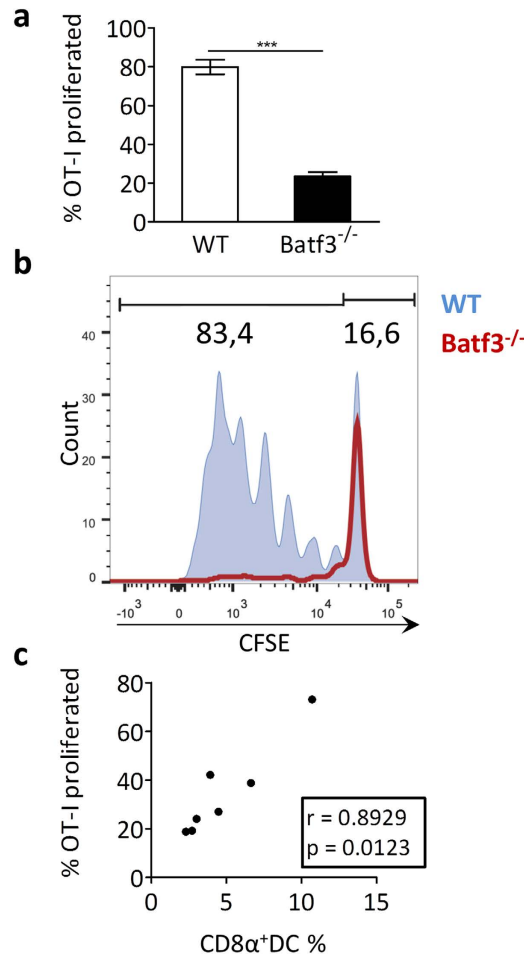 a
% OT-I proliferated
100
80
60
40
20
0
***
WT
Batf3-/-
b
WT
Batf3-/-
83,4
16,6
Count
40
30
20
10
0
-10³ 0 10³ 10⁴ 10⁵
CFSE
c
% OT-I proliferated
80
60
40
20
0
r = 0.8929
p = 0.0123
0 5 10 15
CD8α⁺DC %